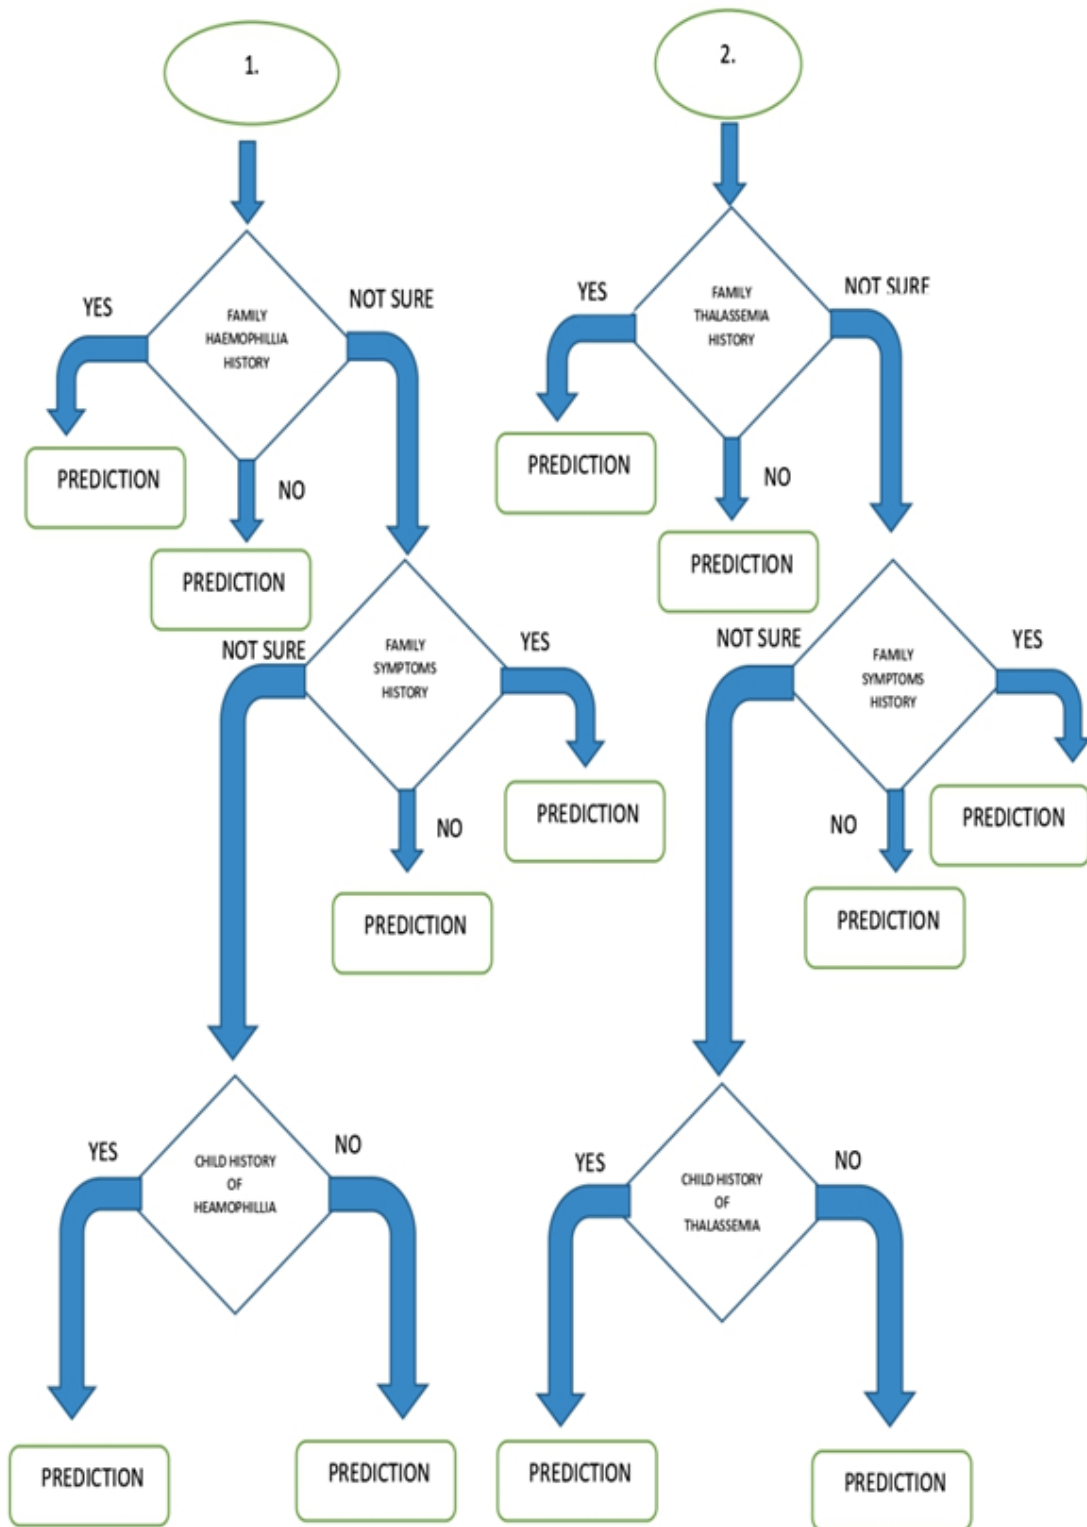 1.
FAMILY
HAEMOPHILLIA
HISTORY
YES
NOT SURE
PREDICTION
NO
PREDICTION
FAMILY
SYMPTOMS
HISTORY
NOT SURE
YES
PREDICTION
NO
PREDICTION
CHILD HISTORY
OF
HEAMOPHILLIA
YES
NO
PREDICTION
PREDICTION
2.
FAMILY
THALASSEMIA
HISTORY
YES
NOT SURE
PREDICTION
NO
PREDICTION
FAMILY
SYMPTOMS
HISTORY
NOT SURE
YES
PREDICTION
NO
PREDICTION
CHILD HISTORY
OF
THALASSEMIA
YES
NO
PREDICTION
PREDICTION